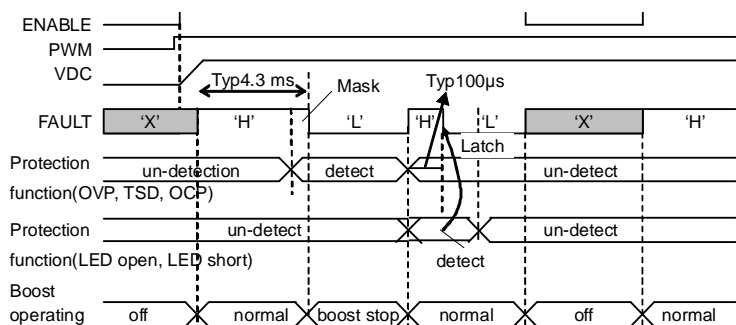 ENABLE
PWM
VDC
Typ4.3 ms
Mask
Typ100µs
FAULT
‘X’
‘H’
‘L’
‘H’
‘L’
‘X’
‘H’
Latch
Protection
function(OVP, TSD, OCP)
un-detection
detect
un-detect
Protection
function(LED open, LED short)
un-detect
detect
un-detect
Boost
operating
off
normal
boost stop
normal
off
normal